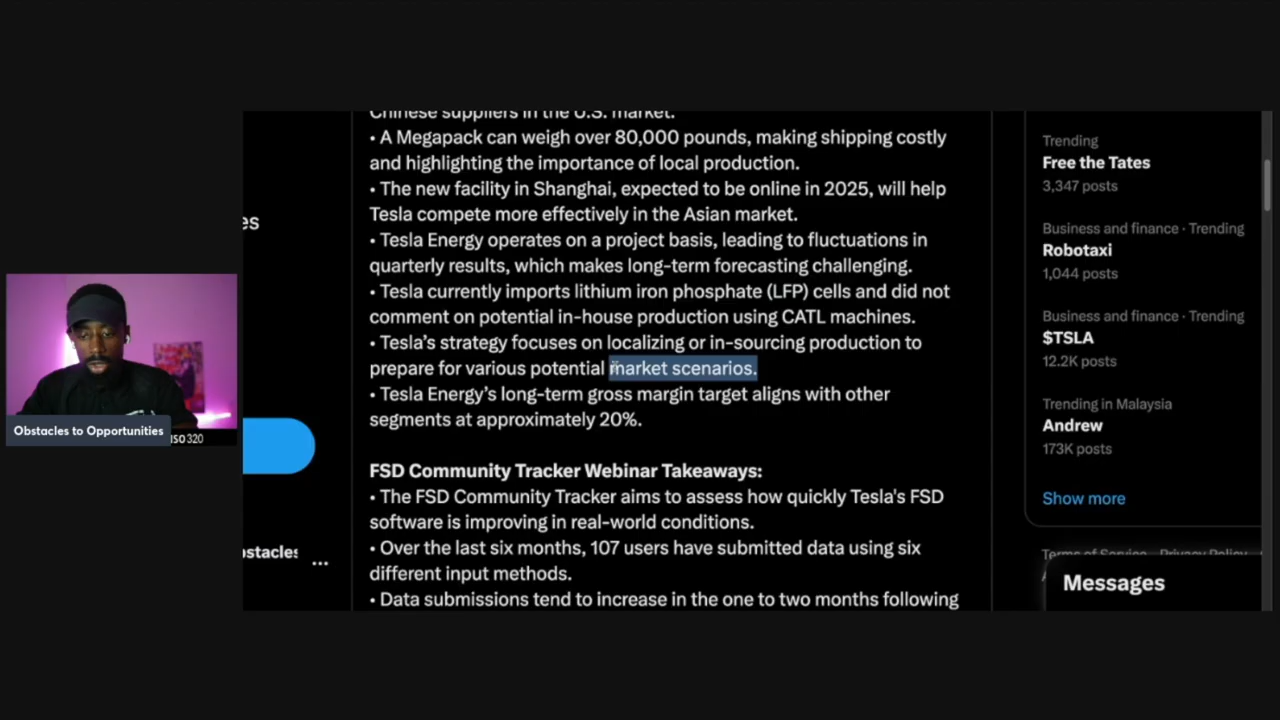 Chinese suppliers in the U.S. market.
• A Megapack can weigh over 80,000 pounds, making shipping costly
and highlighting the importance of local production.
• The new facility in Shanghai, expected to be online in 2025, will help
Tesla compete more effectively in the Asian market.
• Tesla Energy operates on a project basis, leading to fluctuations in
quarterly results, which makes long-term forecasting challenging.
• Tesla currently imports lithium iron phosphate (LFP) cells and did not
comment on potential in-house production using CATL machines.
• Tesla's strategy focuses on localizing or in-sourcing production to
prepare for various potential market scenarios.
• Tesla Energy's long-term gross margin target aligns with other
segments at approximately 20%.
FSD Community Tracker Webinar Takeaways:
• The FSD Community Tracker aims to assess how quickly Tesla's FSD
software is improving in real-world conditions.
• Over the last six months, 107 users have submitted data using six
different input methods.
• Data submissions tend to increase in the one to two months following
Trending
Free the Tates
3,347 posts
Business and finance · Trending
Robotaxi
1,044 posts
Business and finance · Trending
$TSLA
12.2K posts
Trending in Malaysia
Andrew
173K posts
Show more
Terms of Service Privacy Policy
Messages
es
stacles ...
Obstacles to Opportunities
ISO 320